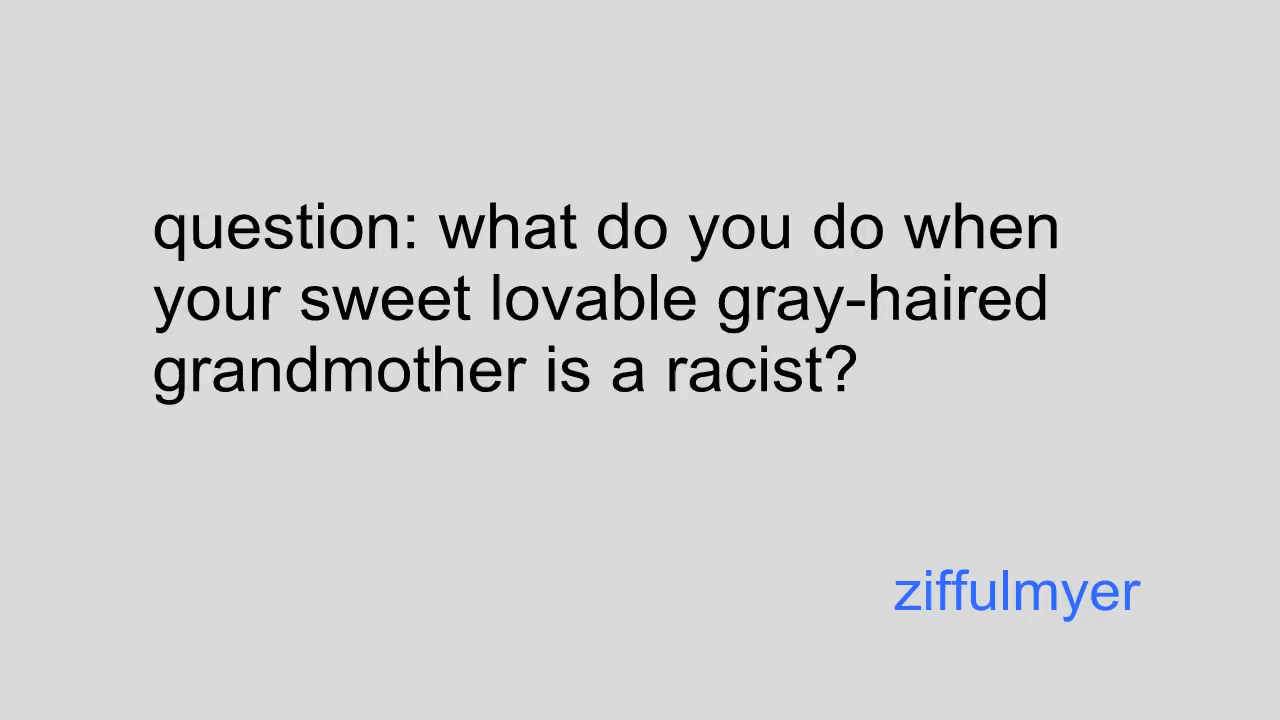 question: what do you do when
your sweet lovable gray-haired
grandmother is a racist?
ziffulmyer